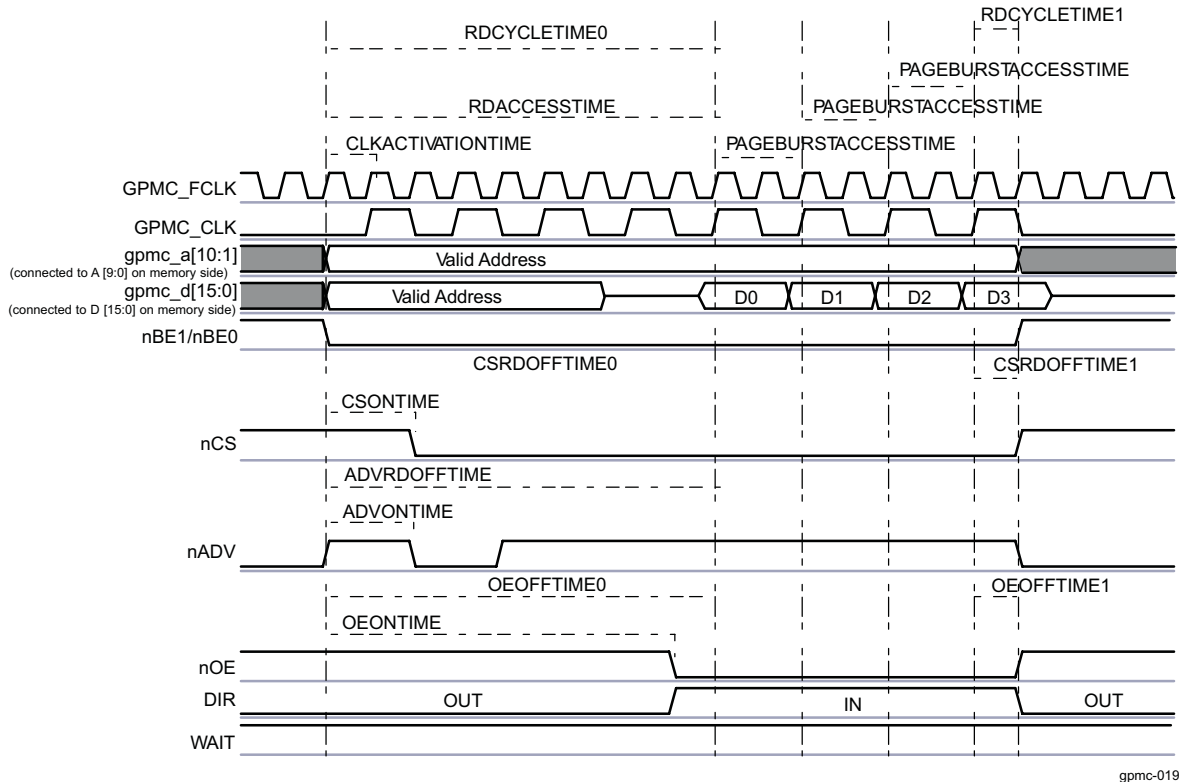 RDCYCLETIME1
RDCYCLETIME0
PAGEBURSTACCESSTIME
RDACCESSTIME
PAGEBURSTACCESSTIME
CLKACTIVATIONTIME
PAGEBURSTACCESSTIME
GPMC_FCLK
GPMC_CLK
gpmc_a[10:1]
Valid Address
(connected to A [9:0] on memory side)
gpmc_d[15:0]
Valid Address
D0
D1
D2
D3
(connected to D [15:0] on memory side)
nBE1/nBE0
CSRDOFFTIME0
CSRDOFFTIME1
CSONTIME
nCS
ADVRDOFFTIME
ADVONTIME
nADV
OEOFFTIME0
OEOFFTIME1
OEONTIME
nOE
DIR
OUT
IN
OUT
WAIT
gpmc-019